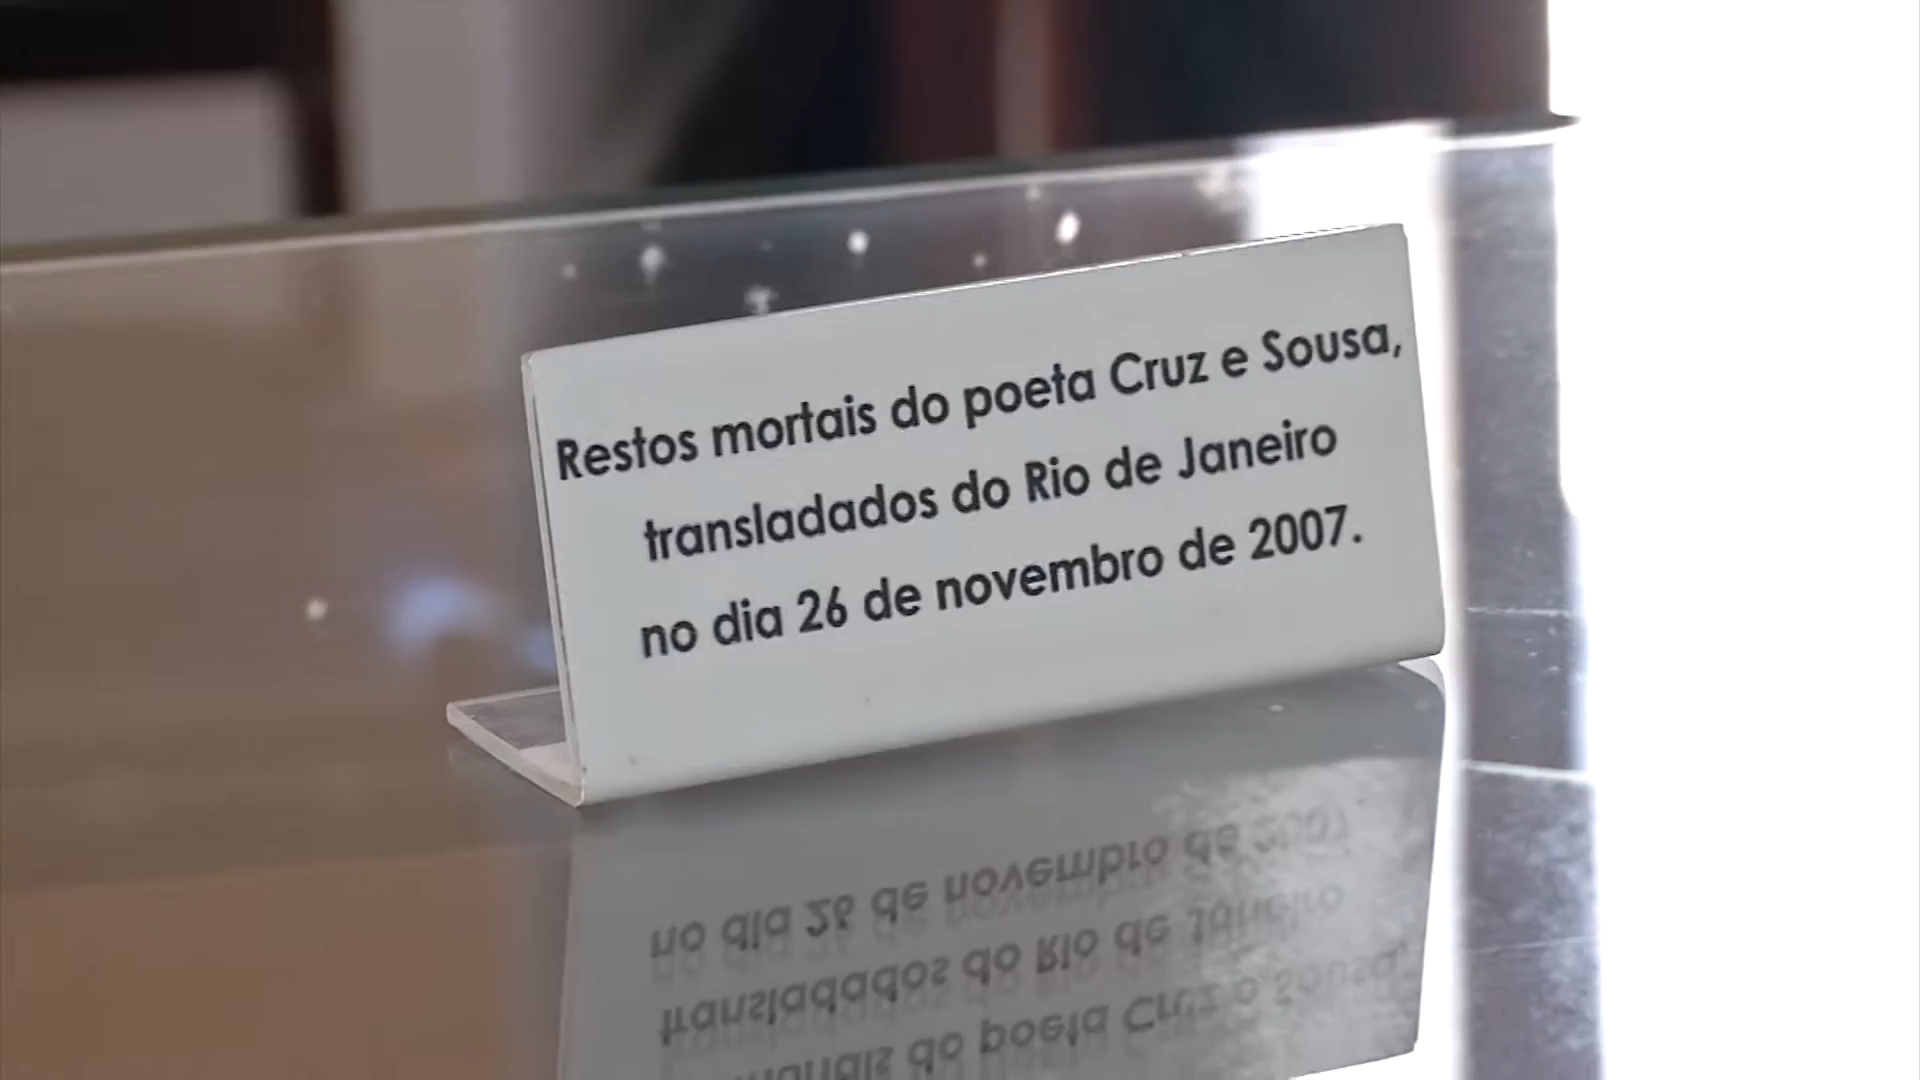 Restos mortais do poeta Cruz e Sousa,
transladados do Rio de Janeiro
no dia 26 de novembro de 2007.